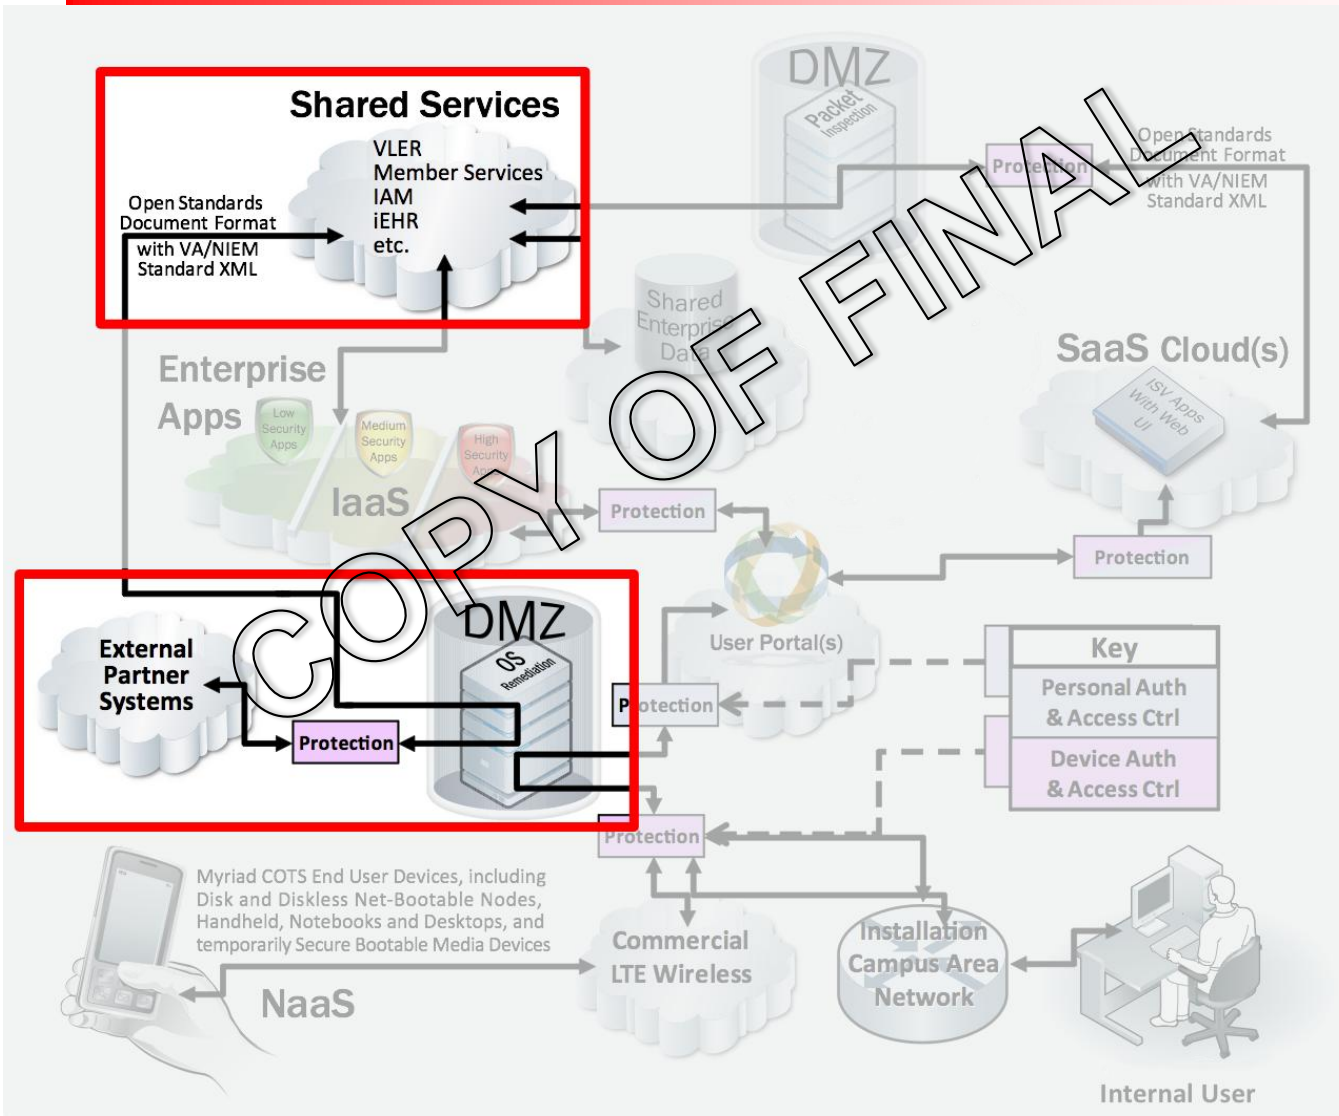 DMZ
Packet
Inspection
Shared Services
VLER
Member Services
IAM
iEHR
etc.
Open Standards
Document Format
with VA/NIEM
Standard XML
Protection
Open Standards
Document Format
with VA/NIEM
Standard XML
Shared
Enterprise
Data
SaaS Cloud(s)
ISV Apps
With Web
UI
Enterprise
Apps
Low
Security
Apps
Medium
Security
Apps
High
Security
Apps
IaaS
Protection
Protection
COPY OF FINAL
External
Partner
Systems
Protection
DMZ
OS
Remediation
User Portal(s)
Protection
Key
Personal Auth
& Access Ctrl
Device Auth
& Access Ctrl
Protection
Myriad COTS End User Devices, including
Disk and Diskless Net-Bootable Nodes,
Handheld, Notebooks and Desktops, and
temporarily Secure Bootable Media Devices
NaaS
Commercial
LTE Wireless
Installation
Campus Area
Network
Internal User